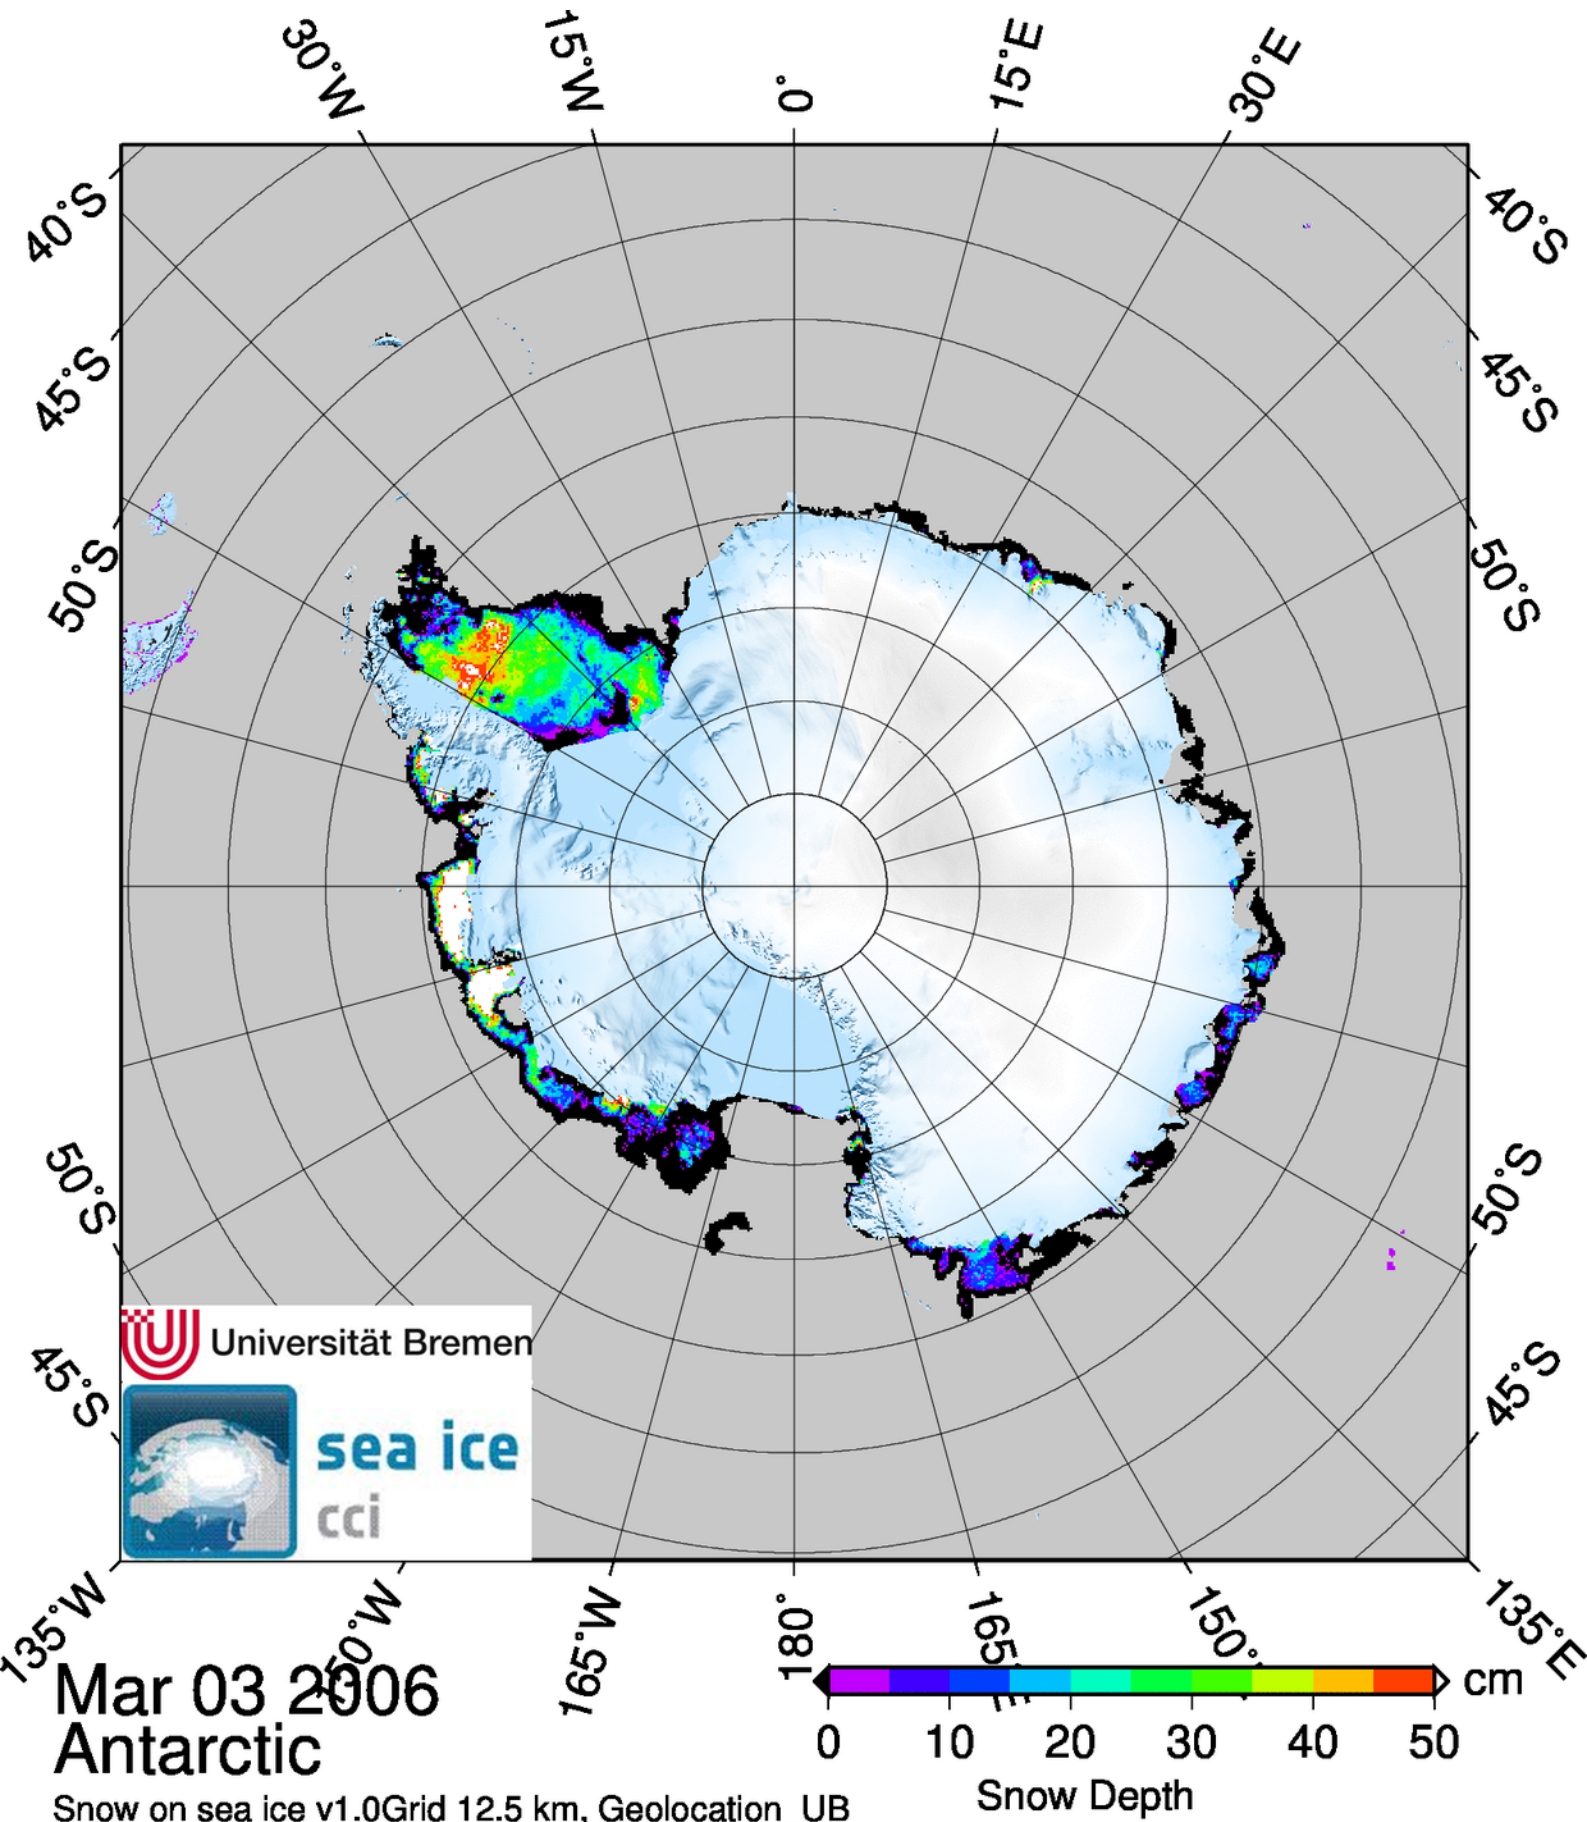 30°W
15°W
0°
15°E
30°E
40°S
40°S
45°S
45°S
50°S
50°S
50°S
50°S
45°S
45°S
Universität Bremen
sea ice
cci
135°W
165°W
180°
150°
135°E
Mar 03 2006
Antarctic
Snow on sea ice v1.0Grid 12.5 km, Geolocation UB
cm
0 10 20 30 40 50
Snow Depth